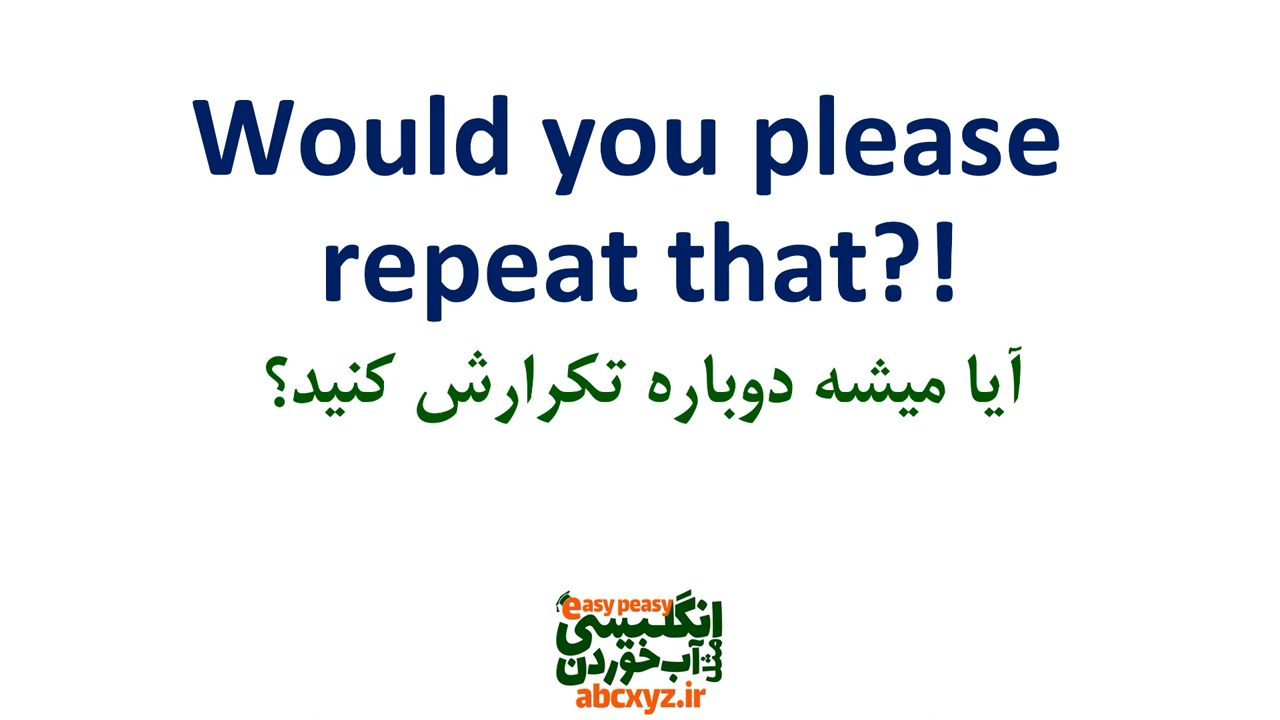 Would you please
repeat that?!
آیا میشه دوباره تکرارش کنید؟
easy peasy
انگلیسی
مثل آب خوردن
abcxyz.ir